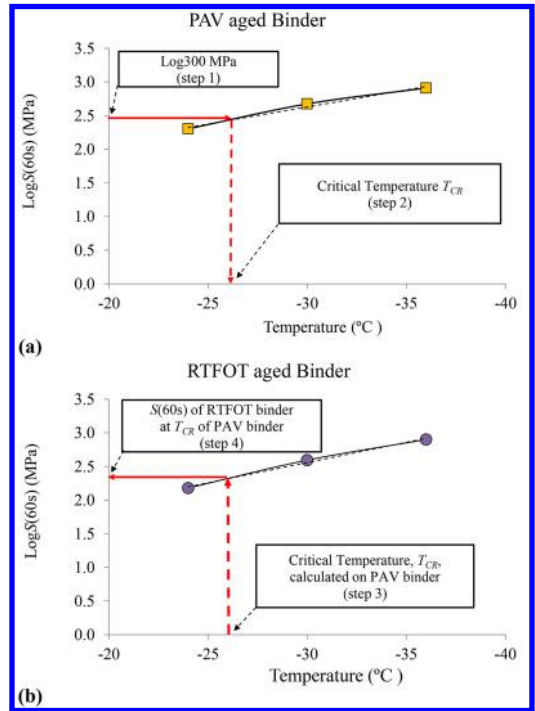 PAV aged Binder
3.5
3.0
2.5
2.0
1.5
1.0
0.5
0.0
LogS(60s) (MPa)
Log300 MPa
(step 1)
Critical Temperature TCR
(step 2)
-20
-25
-30
-35
-40
Temperature (ºC )
(a)
RTFOT aged Binder
3.5
3.0
2.5
2.0
1.5
1.0
0.5
0.0
LogS(60s) (MPa)
S(60s) of RTFOT binder
at TCR of PAV binder
(step 4)
Critical Temperature, TCR,
calculated on PAV binder
(step 3)
-20
-25
-30
-35
-40
Temperature (ºC )
(b)